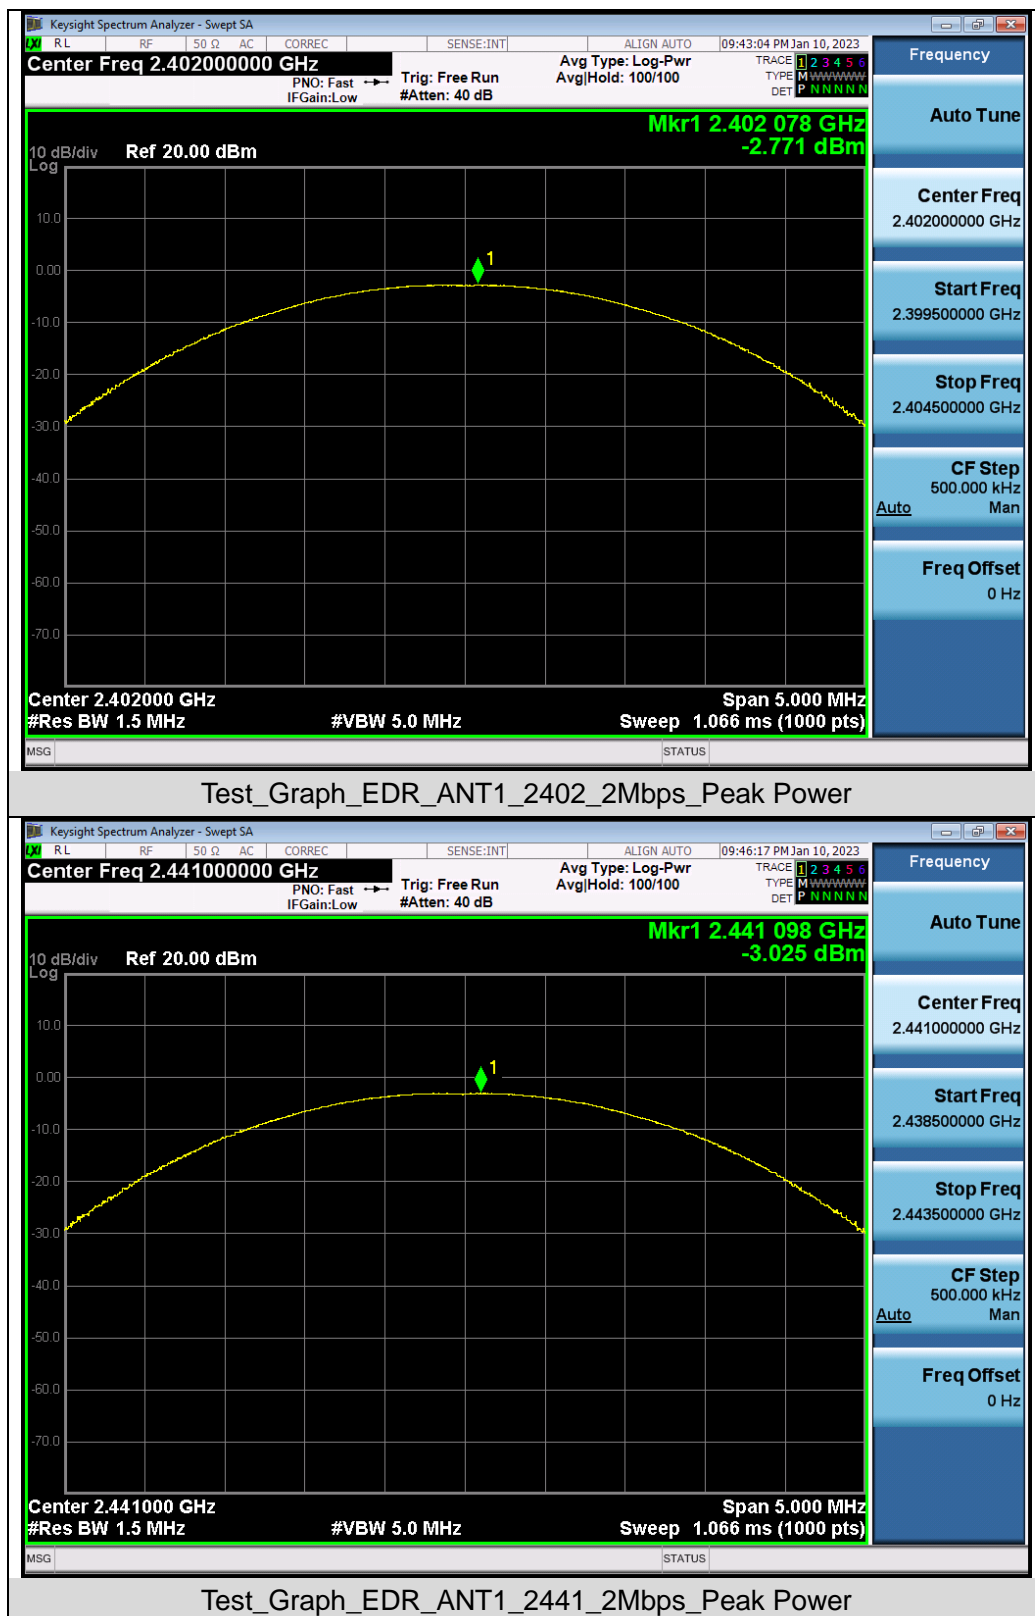 Keysight Spectrum Analyzer - Swept SA
LXI RL RF 50 Ω AC CORREC SENSE:INT ALIGN AUTO 09:43:04 PM Jan 10, 2023
Center Freq 2.402000000 GHz
PNO: Fast
IFGain:Low
Trig: Free Run
#Atten: 40 dB
Avg Type: Log-Pwr
Avg|Hold: 100/100
TRACE 1 2 3 4 5 6
TYPE M WWWWW
DET P N N N N N
Mkr1 2.402 078 GHz
-2.771 dBm
10 dB/div Ref 20.00 dBm
Log
10.0
0.00
-10.0
-20.0
-30.0
-40.0
-50.0
-60.0
-70.0
1
Center 2.402000 GHz Span 5.000 MHz
#Res BW 1.5 MHz #VBW 5.0 MHz Sweep 1.066 ms (1000 pts)
MSG STATUS
Frequency
Auto Tune
Center Freq
2.402000000 GHz
Start Freq
2.399500000 GHz
Stop Freq
2.404500000 GHz
CF Step
500.000 kHz
Auto Man
Freq Offset
0 Hz
Test_Graph_EDR_ANT1_2402_2Mbps_Peak Power
Keysight Spectrum Analyzer - Swept SA
LXI RL RF 50 Ω AC CORREC SENSE:INT ALIGN AUTO 09:46:17 PM Jan 10, 2023
Center Freq 2.441000000 GHz
PNO: Fast
IFGain:Low
Trig: Free Run
#Atten: 40 dB
Avg Type: Log-Pwr
Avg|Hold: 100/100
TRACE 1 2 3 4 5 6
TYPE M WWWWW
DET P N N N N N
Mkr1 2.441 098 GHz
-3.025 dBm
10 dB/div Ref 20.00 dBm
Log
10.0
0.00
-10.0
-20.0
-30.0
-40.0
-50.0
-60.0
-70.0
1
Center 2.441000 GHz Span 5.000 MHz
#Res BW 1.5 MHz #VBW 5.0 MHz Sweep 1.066 ms (1000 pts)
MSG STATUS
Frequency
Auto Tune
Center Freq
2.441000000 GHz
Start Freq
2.438500000 GHz
Stop Freq
2.443500000 GHz
CF Step
500.000 kHz
Auto Man
Freq Offset
0 Hz
Test_Graph_EDR_ANT1_2441_2Mbps_Peak Power